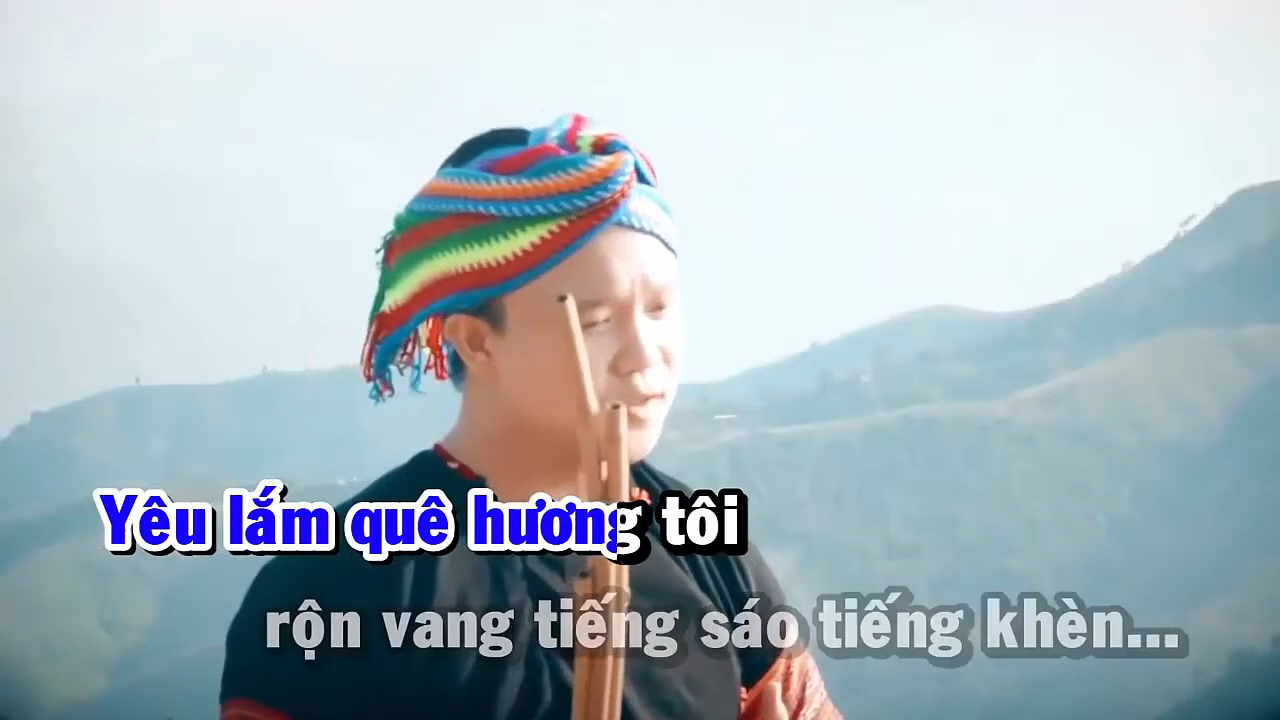 Yêu lắm quê hương tôi
rộn vang tiếng sáo tiếng khèn...